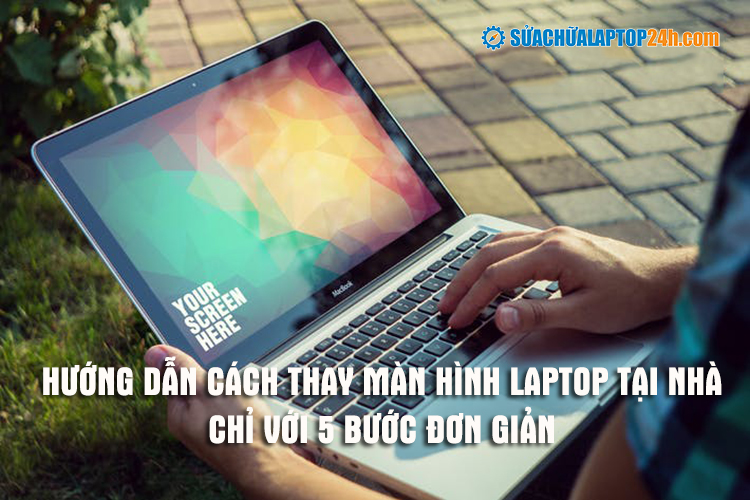 SỬACHỮALAPTOP24h.com
YOUR
SCREEN
HERE
MacBook
HƯỚNG DẪN CÁCH THAY MÀN HÌNH LAPTOP TẠI NHÀ
CHỈ VỚI 5 BƯỚC ĐƠN GIẢN